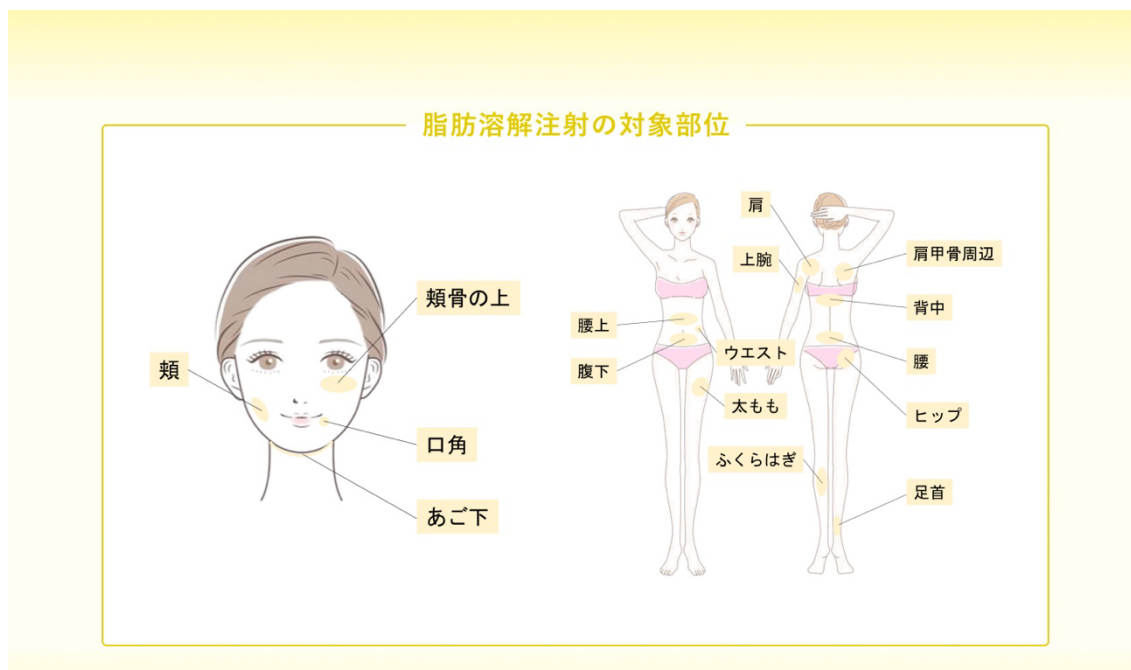 脂肪溶解注射の対象部位
頬骨の上
頬
口角
あご下
肩
上腕
肩甲骨周辺
背中
腰上
ウエスト
腹下
腰
太もも
ヒップ
ふくらはぎ
足首